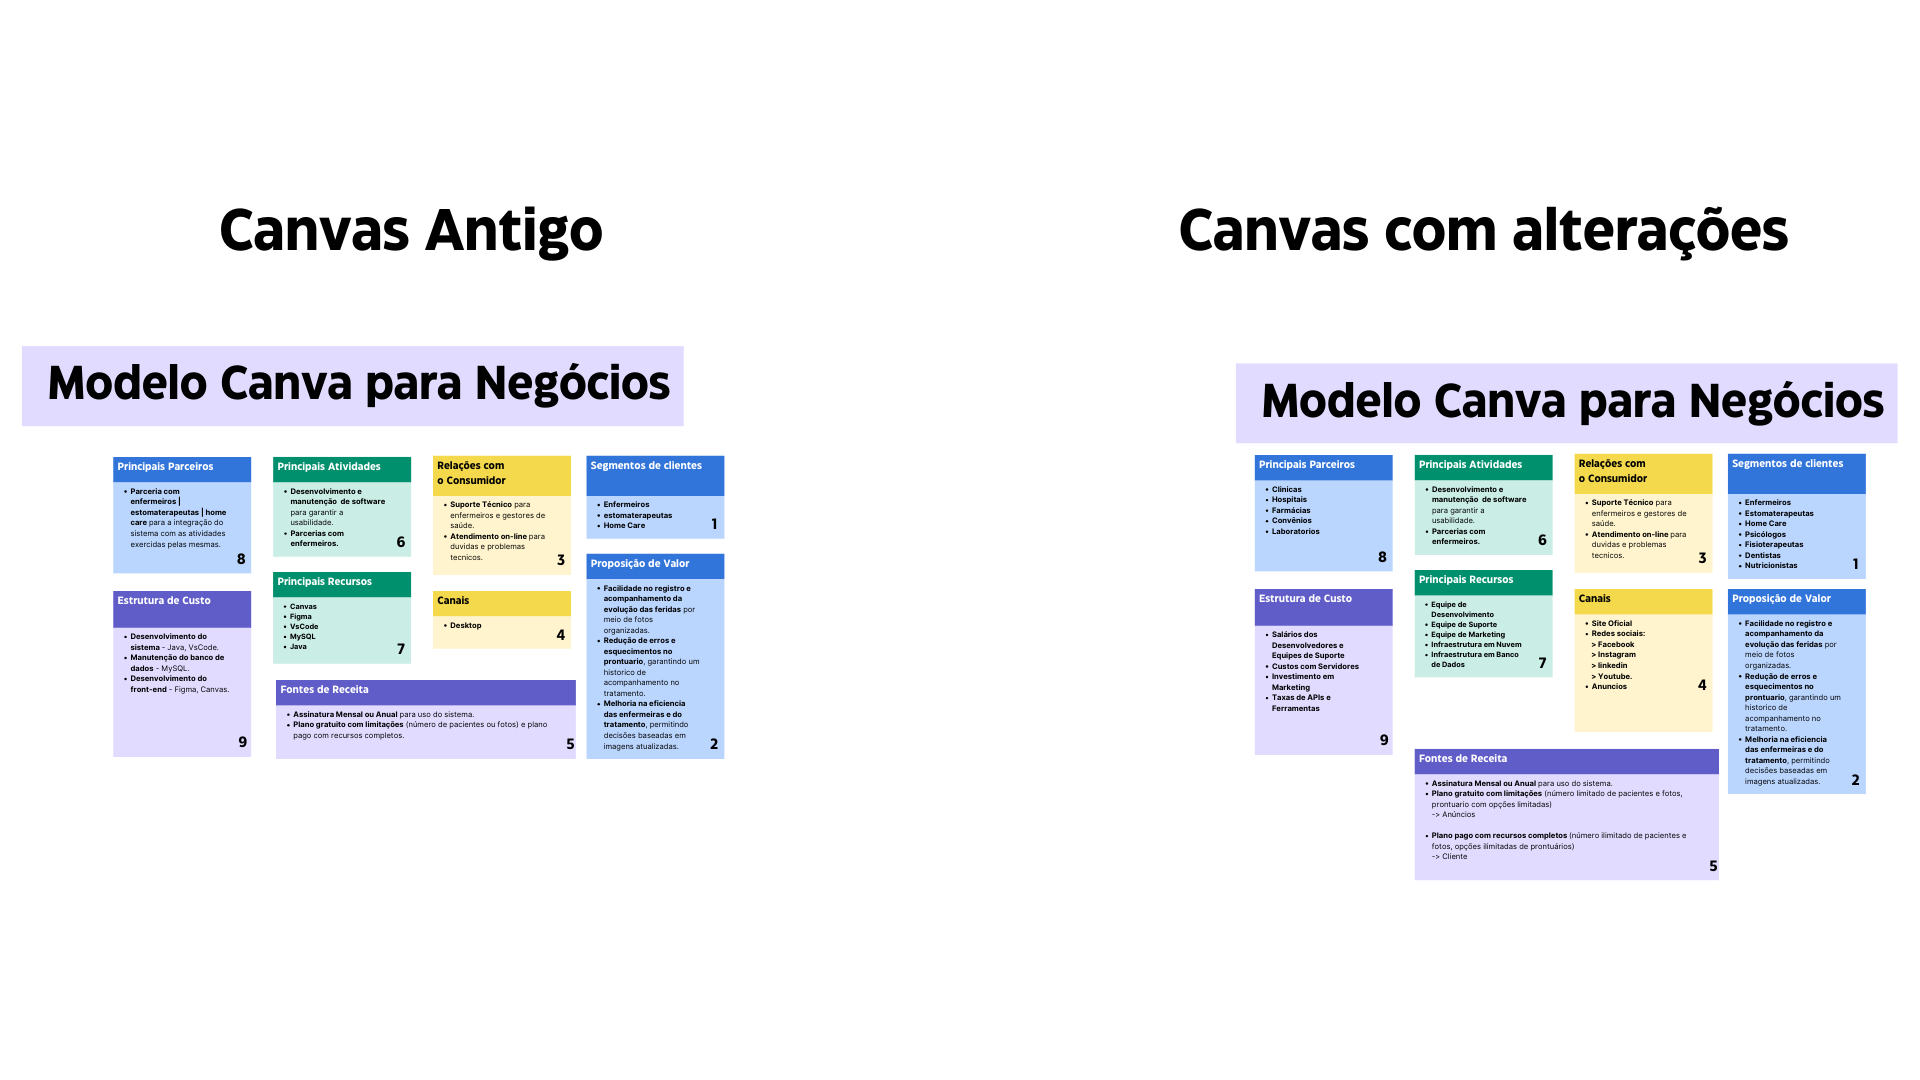 Canvas Antigo
Modelo Canva para Negócios
Principais Parceiros
• Parceria com
enfermeiros |
estomaterapeutas | home
care para a integração do
sistema com as atividades
exercidas pelas mesmas.
8
Principais Atividades
• Desenvolvimento e
manutenção de software
para garantir a
usabilidade.
• Parcerias com
enfermeiros.
6
Relações com
o Consumidor
• Suporte Técnico para
enfermeiros e gestores de
saúde.
• Atendimento on-line para
duvidas e problemas
tecnicos.
3
Segmentos de clientes
• Enfermeiros
• estomaterapeutas
• Home Care
1
Estrutura de Custo
• Desenvolvimento do
sistema - Java, VsCode.
• Manutenção do banco de
dados - MySQL.
• Desenvolvimento do
front-end - Figma, Canvas.
9
Principais Recursos
• Canvas
• Figma
• VsCode
• MySQL
• Java
7
Canais
• Desktop
4
Proposição de Valor
• Facilidade no registro e
acompanhamento da
evolução das feridas por
meio de fotos
organizadas.
• Redução de erros e
esquecimentos no
prontuario, garantindo um
historico de
acompanhamento no
tratamento.
• Melhoria na eficiencia
das enfermeiras e do
tratamento, permitindo
decisões baseadas em
imagens atualizadas.
2
Fontes de Receita
• Assinatura Mensal ou Anual para uso do sistema.
• Plano gratuito com limitações (número de pacientes ou fotos) e plano
pago com recursos completos.
5
Canvas com alterações
Modelo Canva para Negócios
Principais Parceiros
• Clinicas
• Hospitais
• Farmácias
• Convênios
• Laboratorios
8
Principais Atividades
• Desenvolvimento e
manutenção de software
para garantir a
usabilidade.
• Parcerias com
enfermeiros.
6
Relações com
o Consumidor
• Suporte Técnico para
enfermeiros e gestores de
saúde.
• Atendimento on-line para
duvidas e problemas
tecnicos.
3
Segmentos de clientes
• Enfermeiros
• Estomaterapeutas
• Home Care
• Psicólogos
• Fisioterapeutas
• Dentistas
• Nutricionistas
1
Estrutura de Custo
• Salários dos
Desenvolvedores e
Equipes de Suporte
• Custos com Servidores
• Investimento em
Marketing
• Taxas de APIs e
Ferramentas
9
Principais Recursos
• Equipe de
Desenvolvimento
• Equipe de Suporte
• Equipe de Marketing
• Infraestrutura em Nuvem
• Infraestrutura em Banco
de Dados
7
Canais
• Site Oficial
• Redes sociais:
> Facebook
> Instagram
> linkedin
> Youtube.
• Anuncios
4
Proposição de Valor
• Facilidade no registro e
acompanhamento da
evolução das feridas por
meio de fotos
organizadas.
• Redução de erros e
esquecimentos no
prontuario, garantindo um
historico de
acompanhamento no
tratamento.
• Melhoria na eficiencia
das enfermeiras e do
tratamento, permitindo
decisões baseadas em
imagens atualizadas.
2
Fontes de Receita
• Assinatura Mensal ou Anual para uso do sistema.
• Plano gratuito com limitações (número limitado de pacientes e fotos,
prontuario com opções limitadas)
-> Anúncios
• Plano pago com recursos completos (número ilimitado de pacientes e
fotos, opções ilimitadas de prontuários)
-> Cliente
5